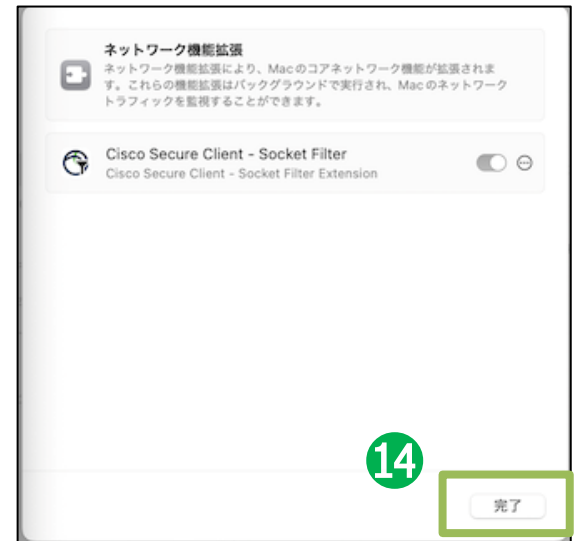 ネットワーク機能拡張
ネットワーク機能拡張により、Macのコアネットワーク機能が拡張されま
す。これらの機能拡張はバックグラウンドで実行され、Macのネットワーク
トラフィックを監視することができます。
Cisco Secure Client - Socket Filter
Cisco Secure Client - Socket Filter Extension
14
完了